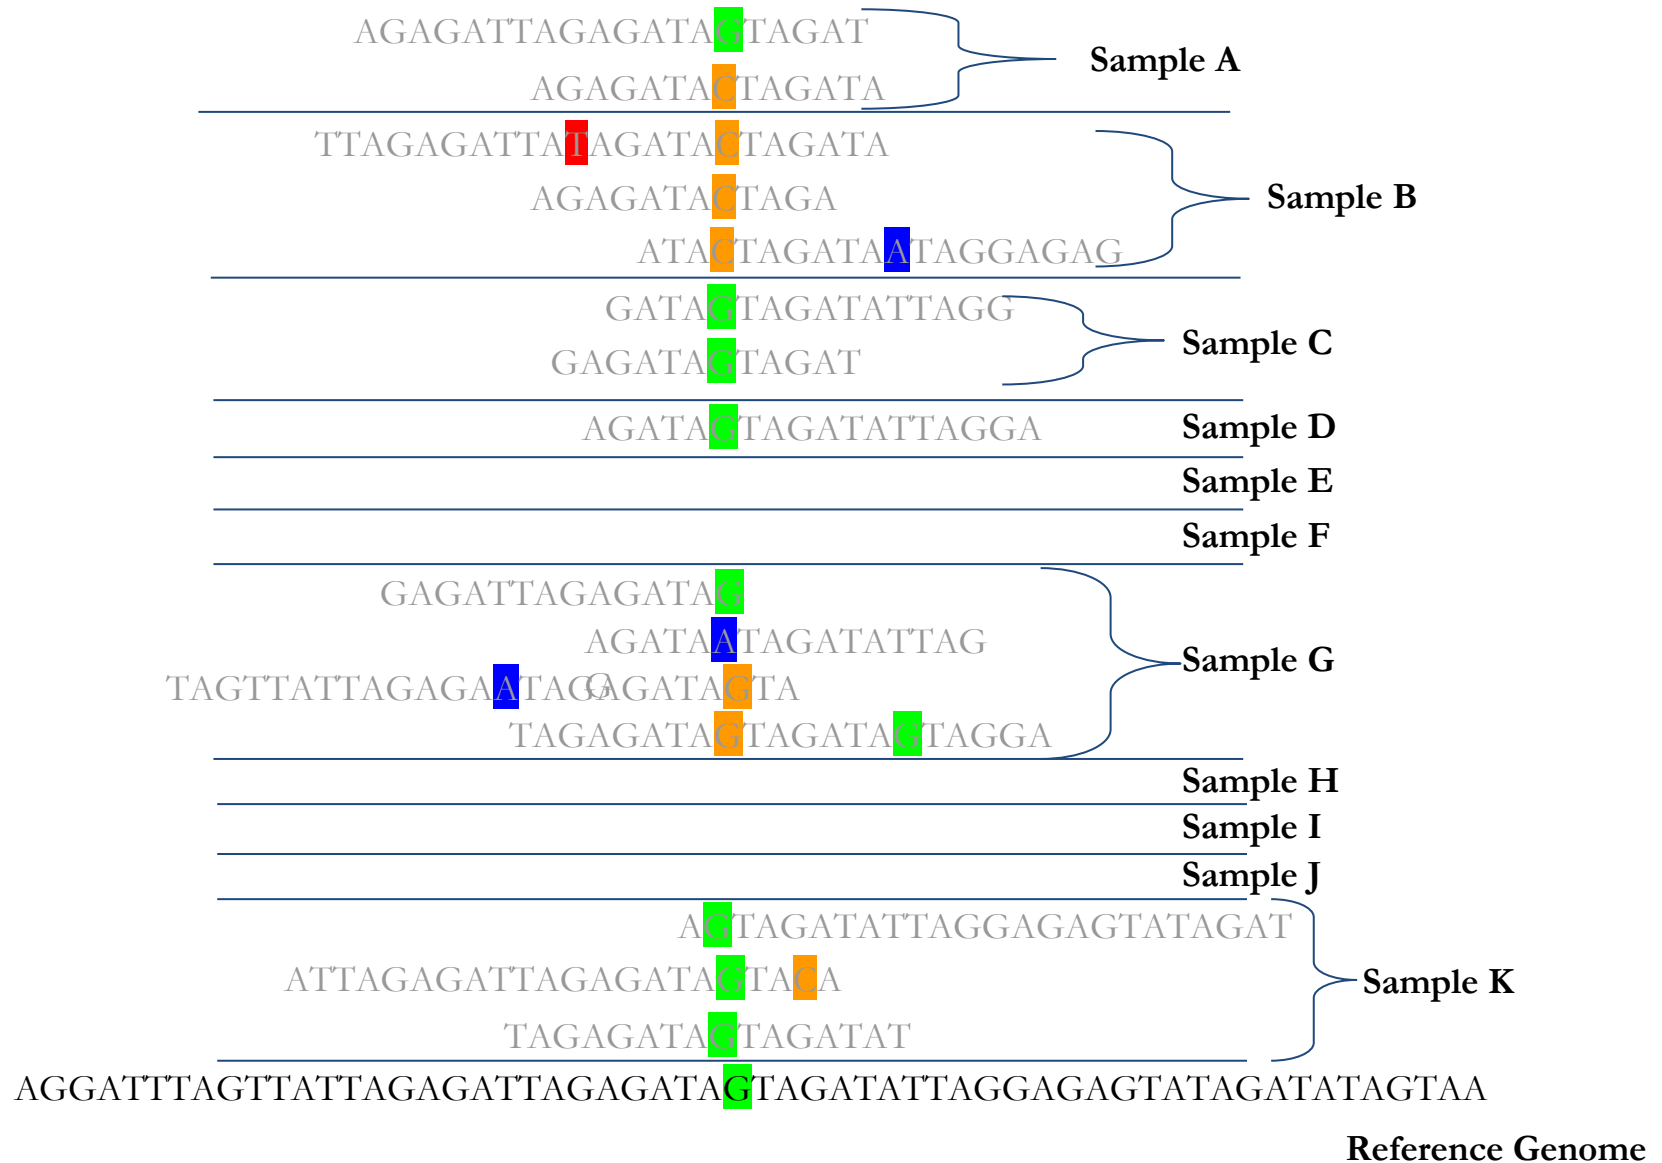 AGAGATTAGAGATAGTAGAT
Sample A
AGAGATACTAGATA
TTAGAGATTATAGATACTAGATA
AGAGATACTAGA
Sample B
ATACTAGATAATAGGAGAG
GATAGTAGATATTAGG
Sample C
GAGATAGTAGAT
AGATAGTAGATATTAGGA Sample D
Sample E
Sample F
GAGATTAGAGATAG
AGATAATAGATATTAG
Sample G
TAGTTATTAGAGAATAGGAGATAGTA
TAGAGATAGTAGATAGTAGGA
Sample H
Sample I
Sample J
AGTAGATATTAGGAGAGTATAGAT
ATTAGAGATTAGAGATAGTACA Sample K
TAGAGATAGTAGATAT
AGGATTTAGTTATTAGAGATTAGAGATAGTAGATATTAGGAGAGTATAGATATAGTAA
Reference Genome